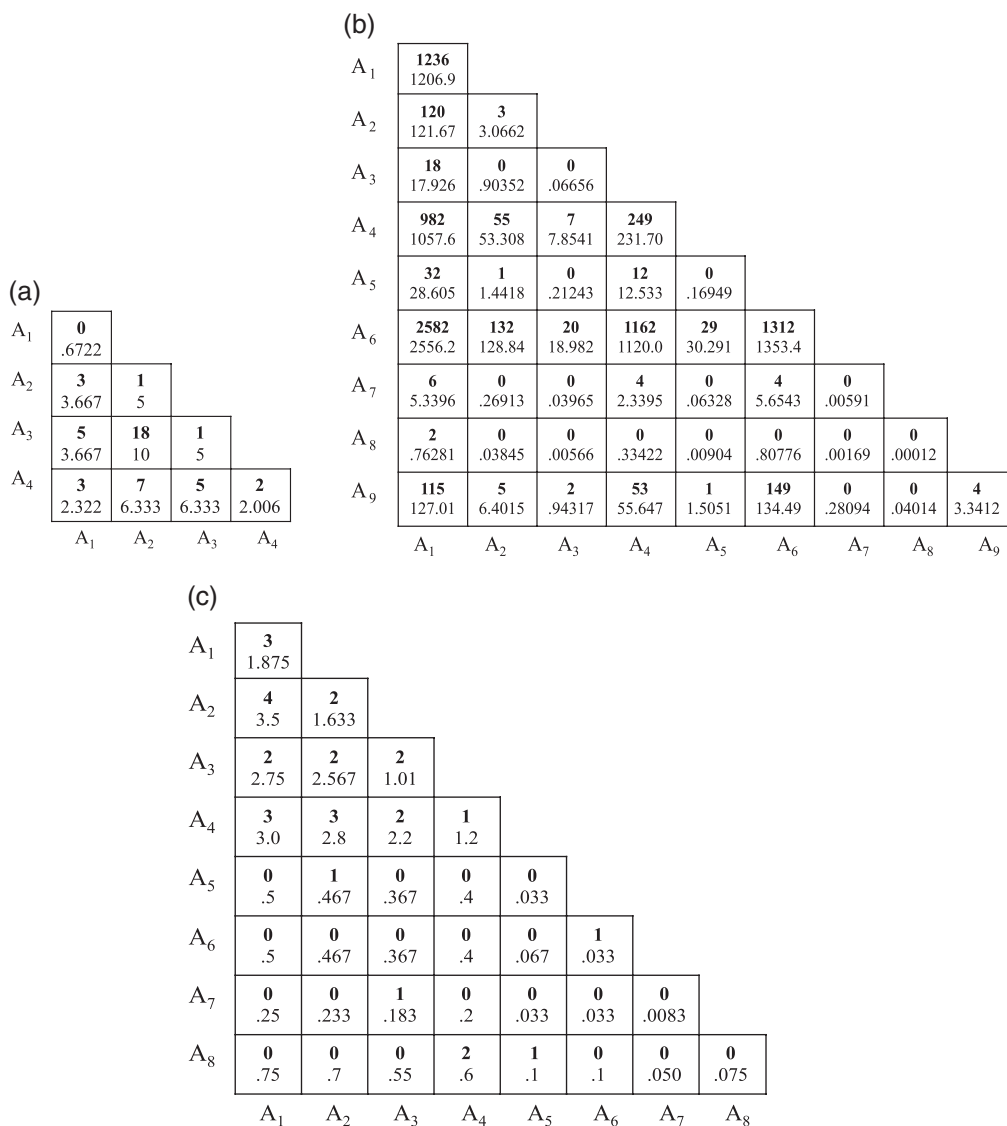 (a)
A1 0
.6722
A2 3 1
3.667 5
A3 5 18 1
3.667 10 5
A4 3 7 5 2
2.322 6.333 6.333 2.006
A1 A2 A3 A4
(b)
A1 1236
1206.9
A2 120 3
121.67 3.0662
A3 18 0 0
17.926 .90352 .06656
A4 982 55 7 249
1057.6 53.308 7.8541 231.70
A5 32 1 0 12 0
28.605 1.4418 .21243 12.533 .16949
A6 2582 132 20 1162 29 1312
2556.2 128.84 18.982 1120.0 30.291 1353.4
A7 6 0 0 4 0 4 0
5.3396 .26913 .03965 2.3395 .06328 5.6543 .00591
A8 2 0 0 0 0 0 0 0
.76281 .03845 .00566 .33422 .00904 .80776 .00169 .00012
A9 115 5 2 53 1 149 0 0 4
127.01 6.4015 .94317 55.647 1.5051 134.49 .28094 .04014 3.3412
A1 A2 A3 A4 A5 A6 A7 A8 A9
(c)
A1 3
1.875
A2 4 2
3.5 1.633
A3 2 2 2
2.75 2.567 1.01
A4 3 3 2 1
3.0 2.8 2.2 1.2
A5 0 1 0 0 0
.5 .467 .367 .4 .033
A6 0 0 0 0 0 1
.5 .467 .367 .4 .067 .033
A7 0 0 1 0 0 0 0
.25 .233 .183 .2 .033 .033 .0083
A8 0 0 0 2 1 0 0 0
.75 .7 .55 .6 .1 .1 .050 .075
A1 A2 A3 A4 A5 A6 A7 A8